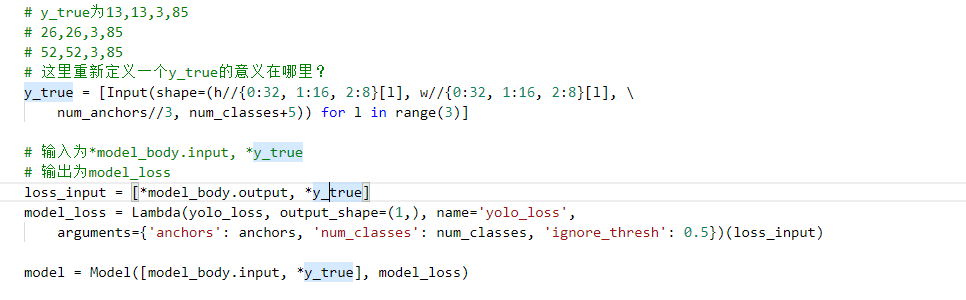 # y_true为13,13,3,85
# 26,26,3,85
# 52,52,3,85
# 这里重新定义一个y_true的意义在哪里？
y_true = [Input(shape=(h//{0:32, 1:16, 2:8}[l], w//{0:32, 1:16, 2:8}[l], \
    num_anchors//3, num_classes+5)) for l in range(3)]
# 输入为*model_body.input, *y_true
# 输出为model_loss
loss_input = [*model_body.output, *y_true]
model_loss = Lambda(yolo_loss, output_shape=(1,), name='yolo_loss',
    arguments={'anchors': anchors, 'num_classes': num_classes, 'ignore_thresh': 0.5})(loss_input)
model = Model([model_body.input, *y_true], model_loss)